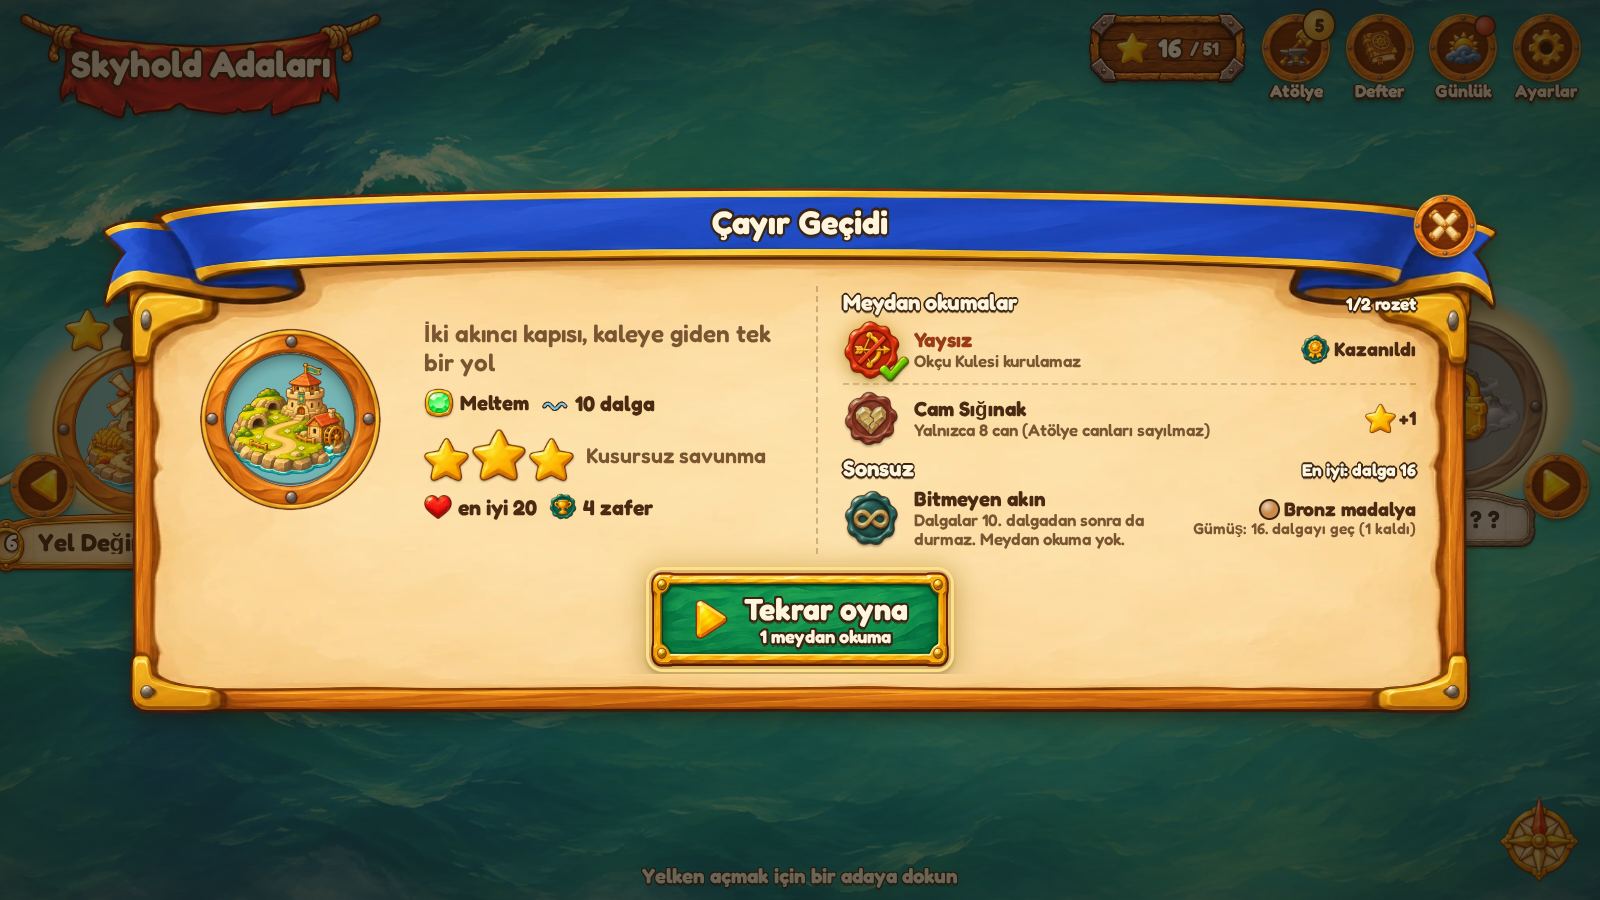 Skyhold Adaları
16 / 51
5
Atölye
Defter
Günlük
Ayarlar
Çayır Geçidi
İki akıncı kapısı, kaleye giden tek
bir yol
Meltem
10 dalga
Kusursuz savunma
en iyi 20
4 zafer
Meydan okumalar
1/2 rozet
Yaysız
Okçu Kulesi kurulamaz
Kazanıldı
Cam Sığınak
Yalnızca 8 can (Atölye canları sayılmaz)
+1
Sonsuz
En iyi: dalga 16
Bitmeyen akın
Dalgalar 10. dalgadan sonra da
durmaz. Meydan okuma yok.
Bronz madalya
Gümüş: 16. dalgayı geç (1 kaldı)
6
Yel Deği
? ?
Tekrar oyna
1 meydan okuma
Yelken açmak için bir adaya dokun